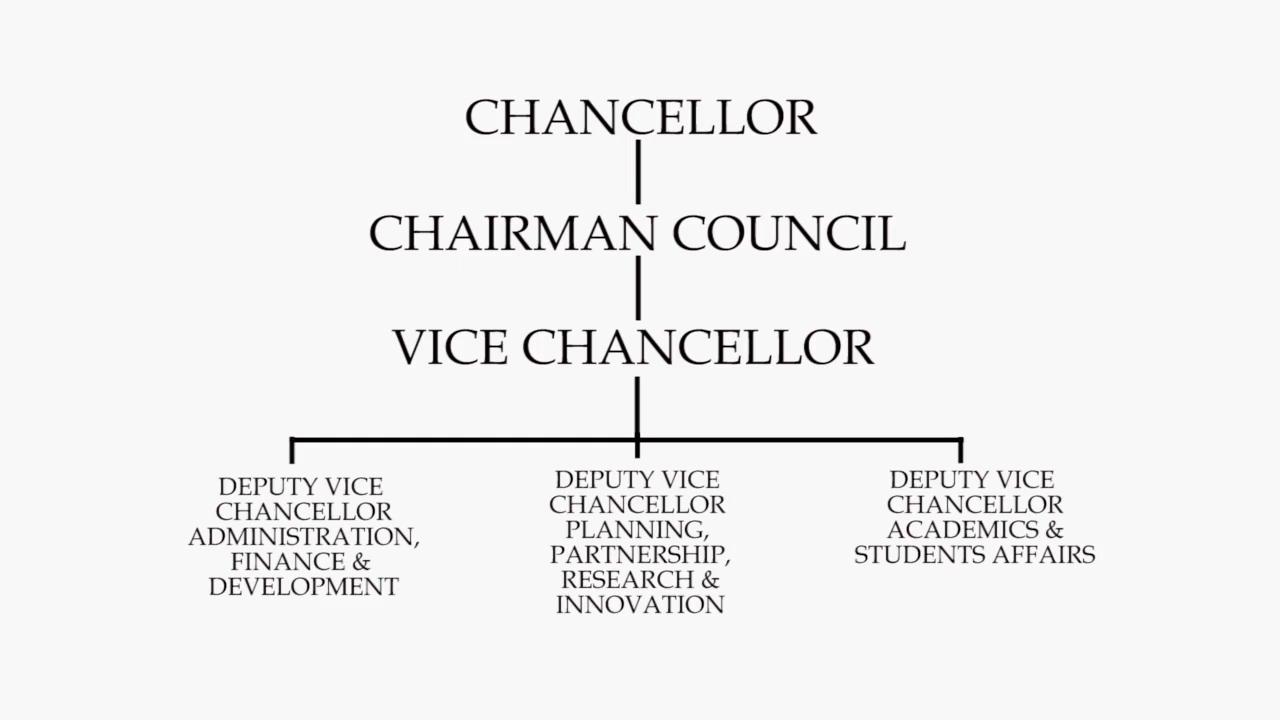 CHANCELLOR
CHAIRMAN COUNCIL
VICE CHANCELLOR
DEPUTY VICE
CHANCELLOR
ADMINISTRATION,
FINANCE &
DEVELOPMENT
DEPUTY VICE
CHANCELLOR
PLANNING,
PARTNERSHIP,
RESEARCH &
INNOVATION
DEPUTY VICE
CHANCELLOR
ACADEMICS &
STUDENTS AFFAIRS